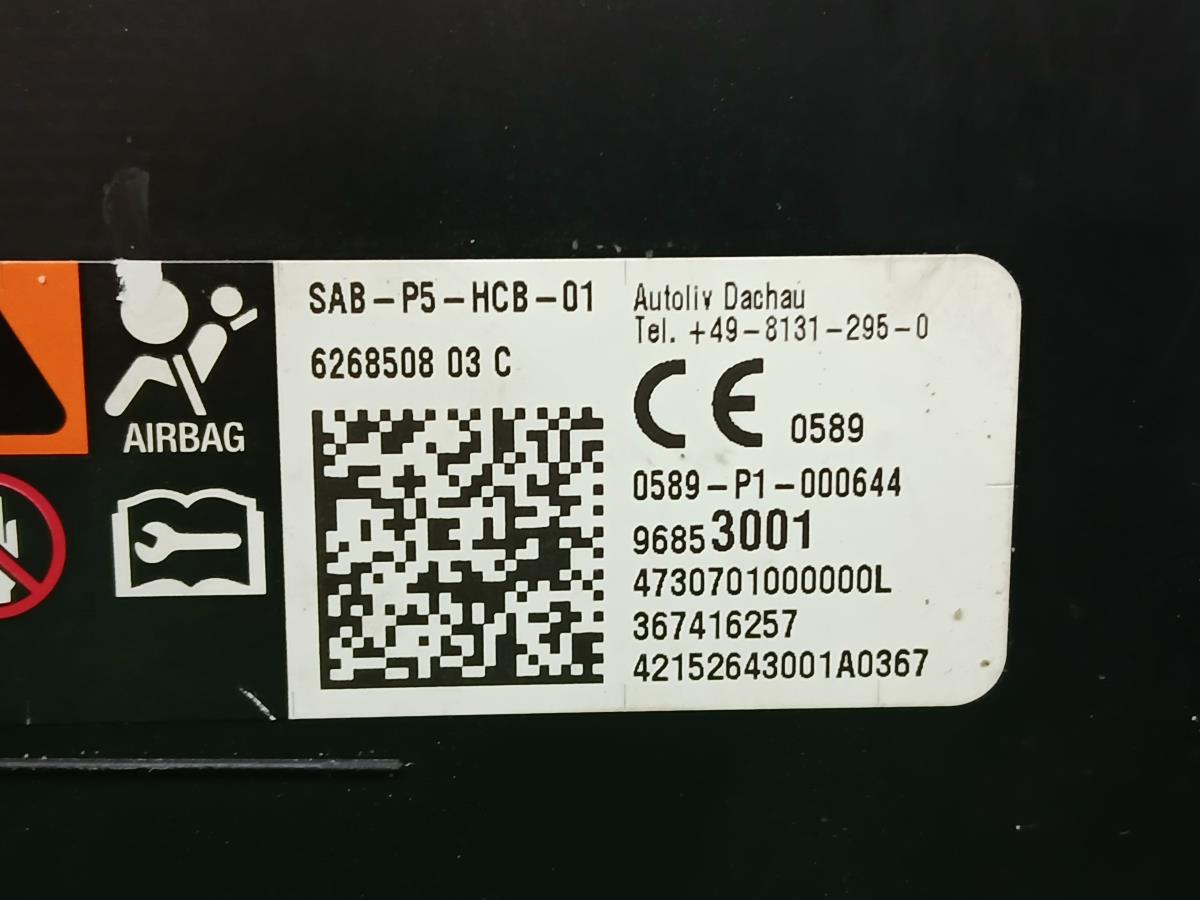 AIRBAG
SAB-P5-HCB-01
6268508 03 C
Autoliv Dachau
Tel. +49-8131-295-0
CE 0589
0589-P1-000644
96853001
4730701000000L
367416257
42152643001A0367